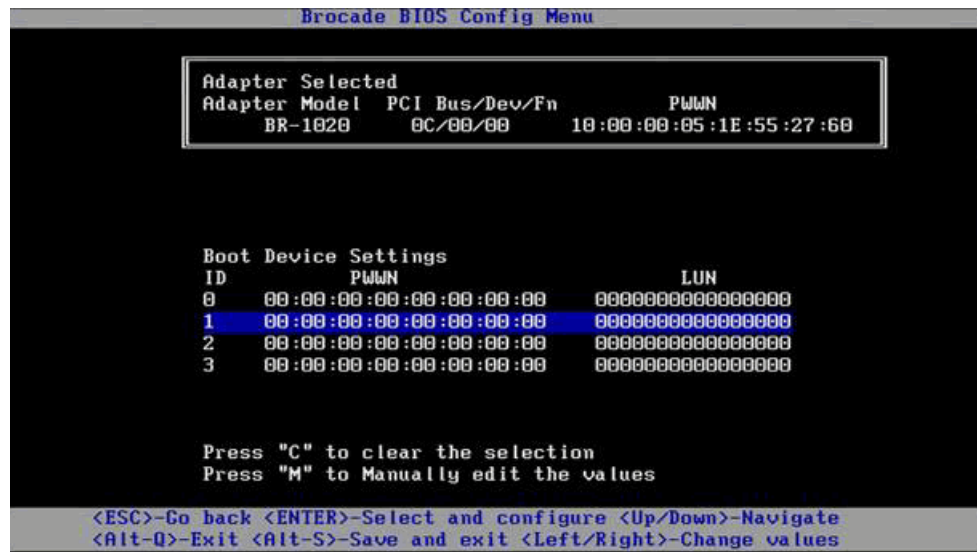 Brocade BIOS Config Menu
Adapter Selected
Adapter Model PCI Bus/Dev/Fn PWWN
BR-1020 0C/00/00 10:00:00:05:1E:55:27:60
Boot Device Settings
ID PWWN LUN
0 00:00:00:00:00:00:00:00 0000000000000000
1 00:00:00:00:00:00:00:00 0000000000000000
2 00:00:00:00:00:00:00:00 0000000000000000
3 00:00:00:00:00:00:00:00 0000000000000000
Press "C" to clear the selection
Press "M" to Manually edit the values
<ESC>-Go back <ENTER>-Select and configure <Up/Down>-Navigate
<Alt-Q>-Exit <Alt-S>-Save and exit <Left/Right>-Change values